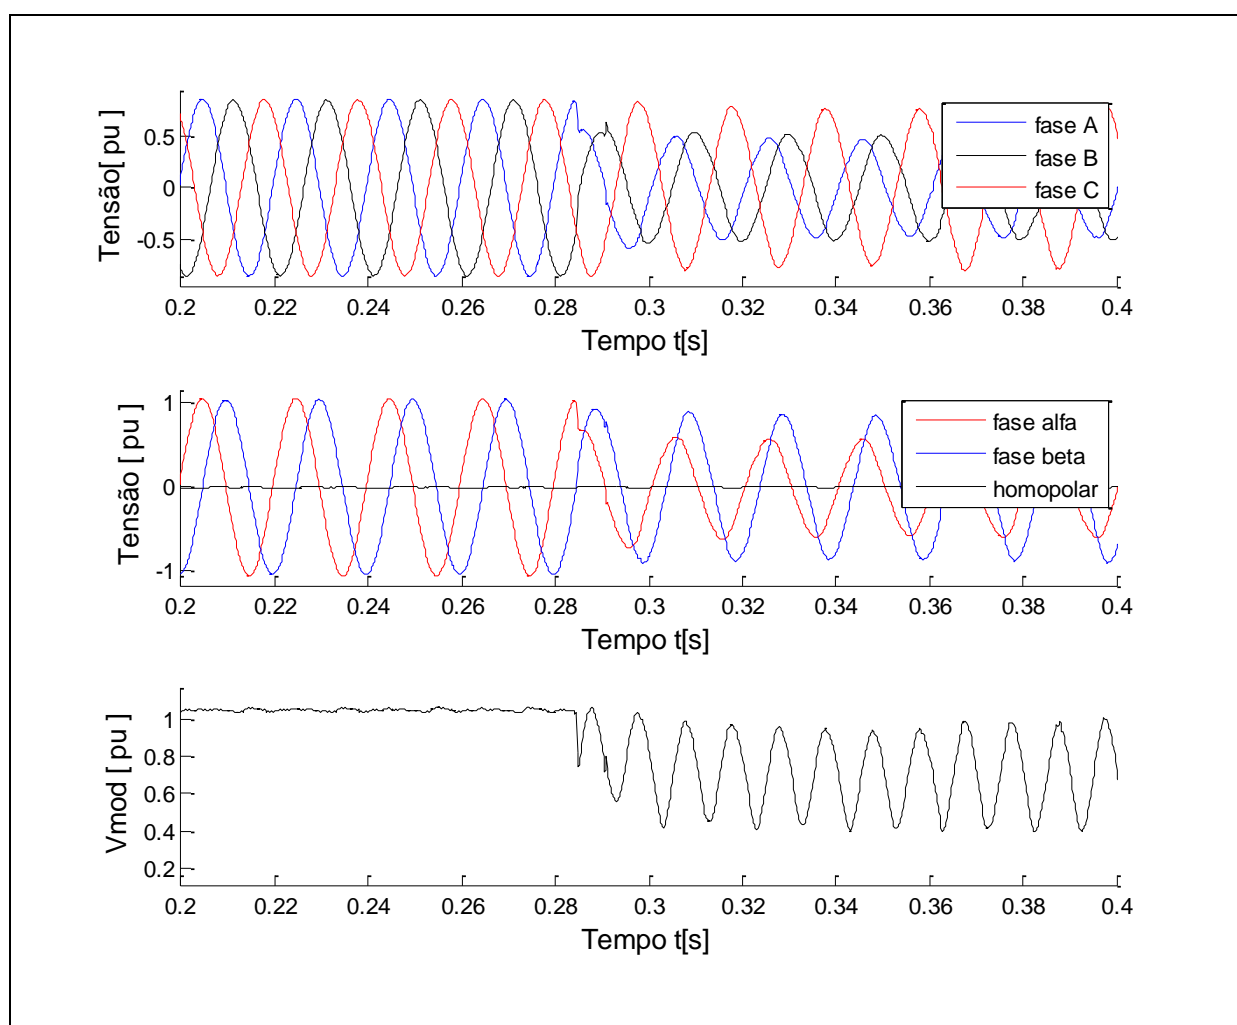 Tensão[ pu ]
0.5
0
-0.5
fase A
fase B
fase C
0.2 0.22 0.24 0.26 0.28 0.3 0.32 0.34 0.36 0.38 0.4
Tempo t[s]
Tensão [ pu ]
1
0
-1
fase alfa
fase beta
homopolar
0.2 0.22 0.24 0.26 0.28 0.3 0.32 0.34 0.36 0.38 0.4
Tempo t[s]
Vmod [ pu ]
1
0.8
0.6
0.4
0.2
0.2 0.22 0.24 0.26 0.28 0.3 0.32 0.34 0.36 0.38 0.4
Tempo t[s]